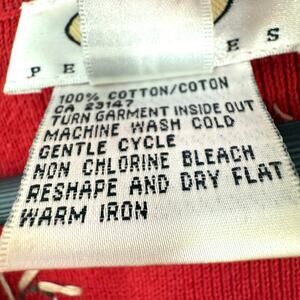 100% COTTON/COTON
CA 23147
TURN GARMENT INSIDE OUT
MACHINE WASH COLD
GENTLE CYCLE
NON CHLORINE BLEACH
RESHAPE AND DRY FLAT
WARM IRON